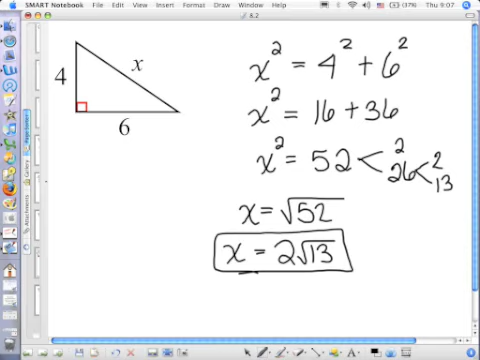 SMART Notebook File Edit View Insert Format Draw Window Help (37%) Thu 9:07
8.2
4
x
6
x² = 4² + 6²
x² = 16 + 36
x² = 52 < 2
26 < 2
13
x = √52
x = 2√13